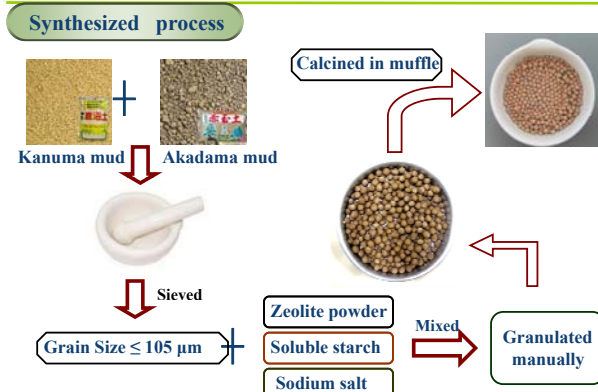 Synthesized process
Calcined in muffle
+
Kanuma mud
Akadama mud
Sieved
Grain Size ≤ 105 μm
+
Zeolite powder
Soluble starch
Sodium salt
Mixed
Granulated
manually